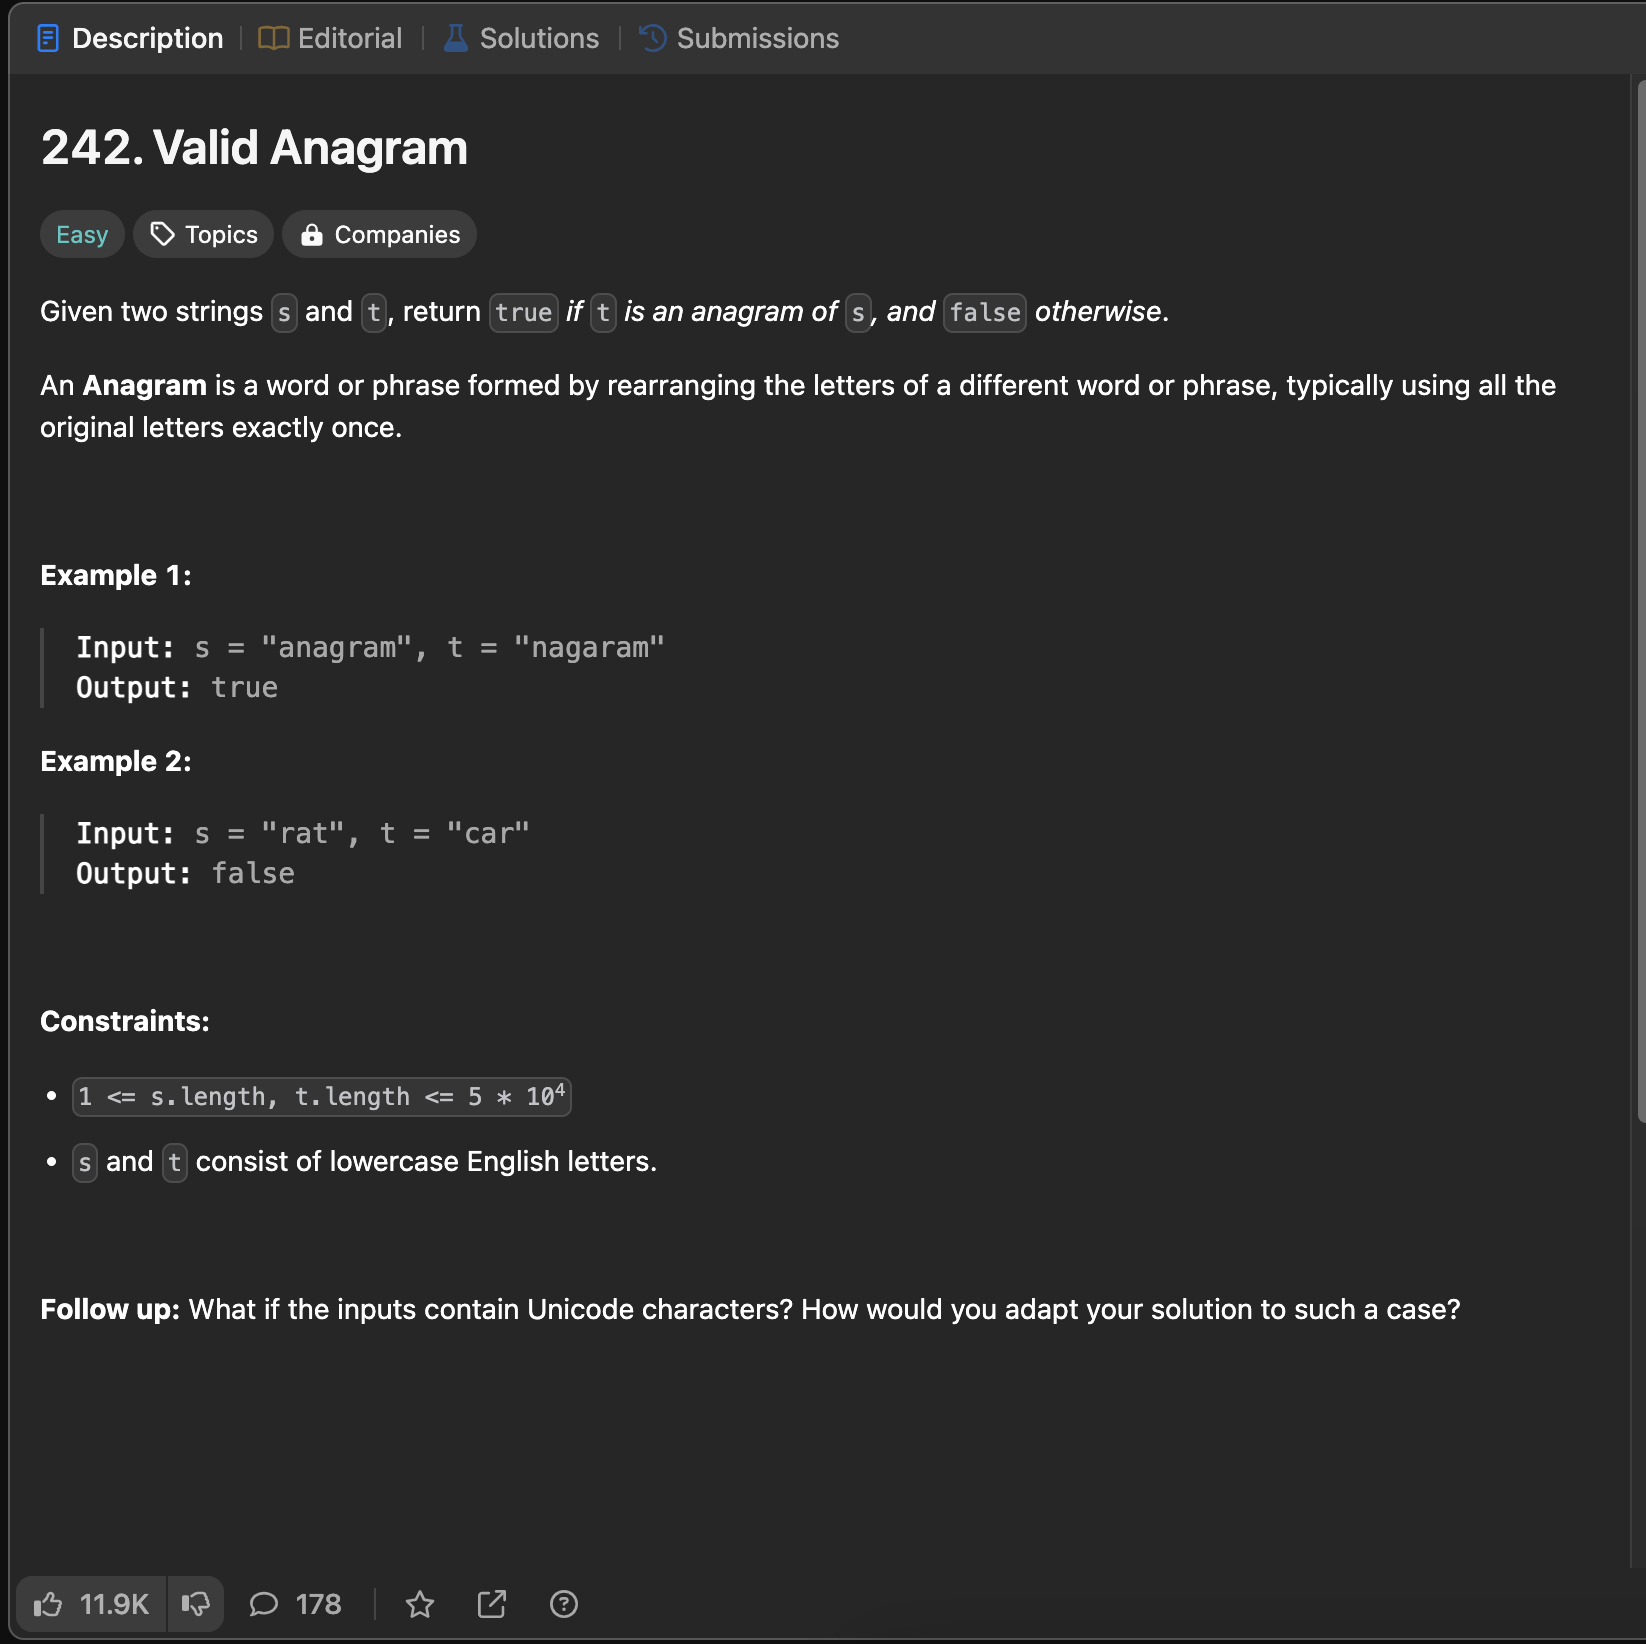 Description | Editorial | Solutions | Submissions
242. Valid Anagram
Easy Topics Companies
Given two strings s and t, return true if t is an anagram of s, and false otherwise.
An Anagram is a word or phrase formed by rearranging the letters of a different word or phrase, typically using all the
original letters exactly once.
Example 1:
Input: s = "anagram", t = "nagaram"
Output: true
Example 2:
Input: s = "rat", t = "car"
Output: false
Constraints:
• 1 <= s.length, t.length <= 5 * 10⁴
• s and t consist of lowercase English letters.
Follow up: What if the inputs contain Unicode characters? How would you adapt your solution to such a case?
11.9K 178